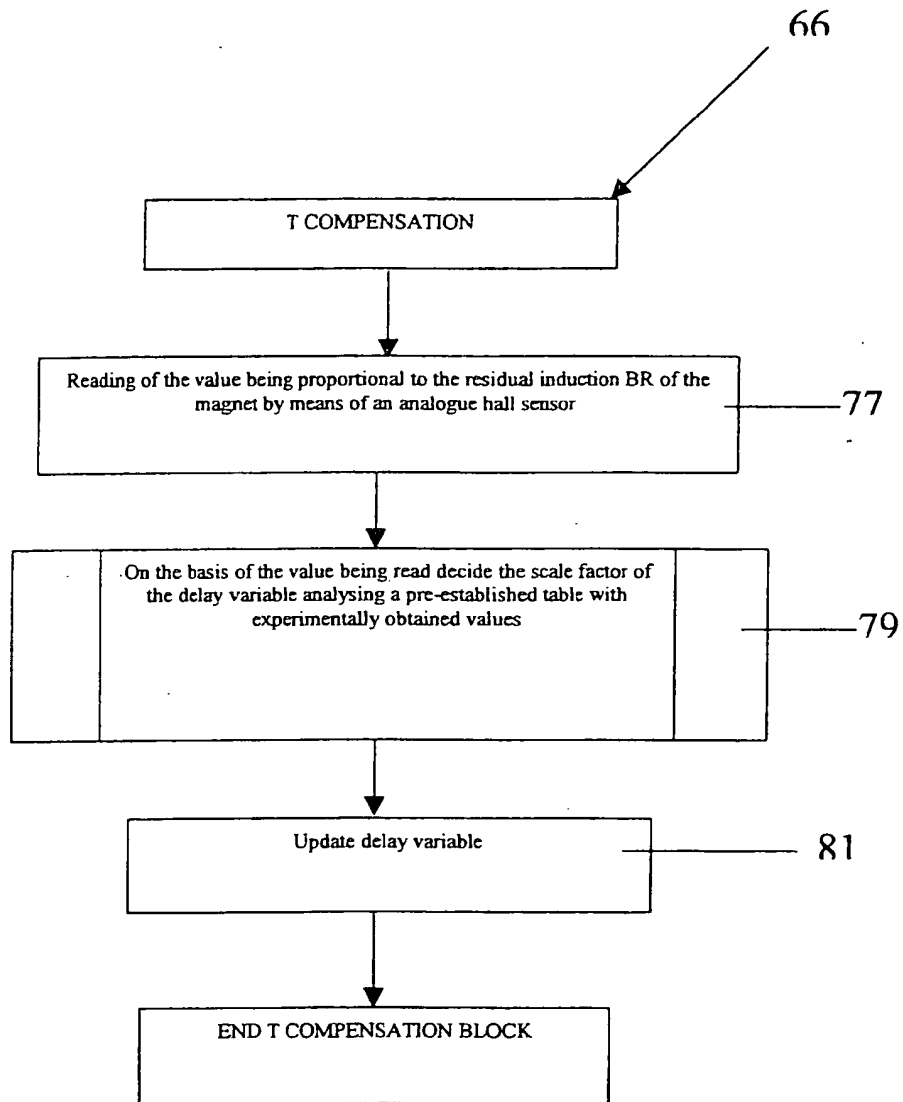 66
T COMPENSATION
Reading of the value being proportional to the residual induction BR of the
magnet by means of an analogue hall sensor
77
On the basis of the value being read decide the scale factor of
the delay variable analysing a pre-established table with
experimentally obtained values
79
Update delay variable
81
END T COMPENSATION BLOCK